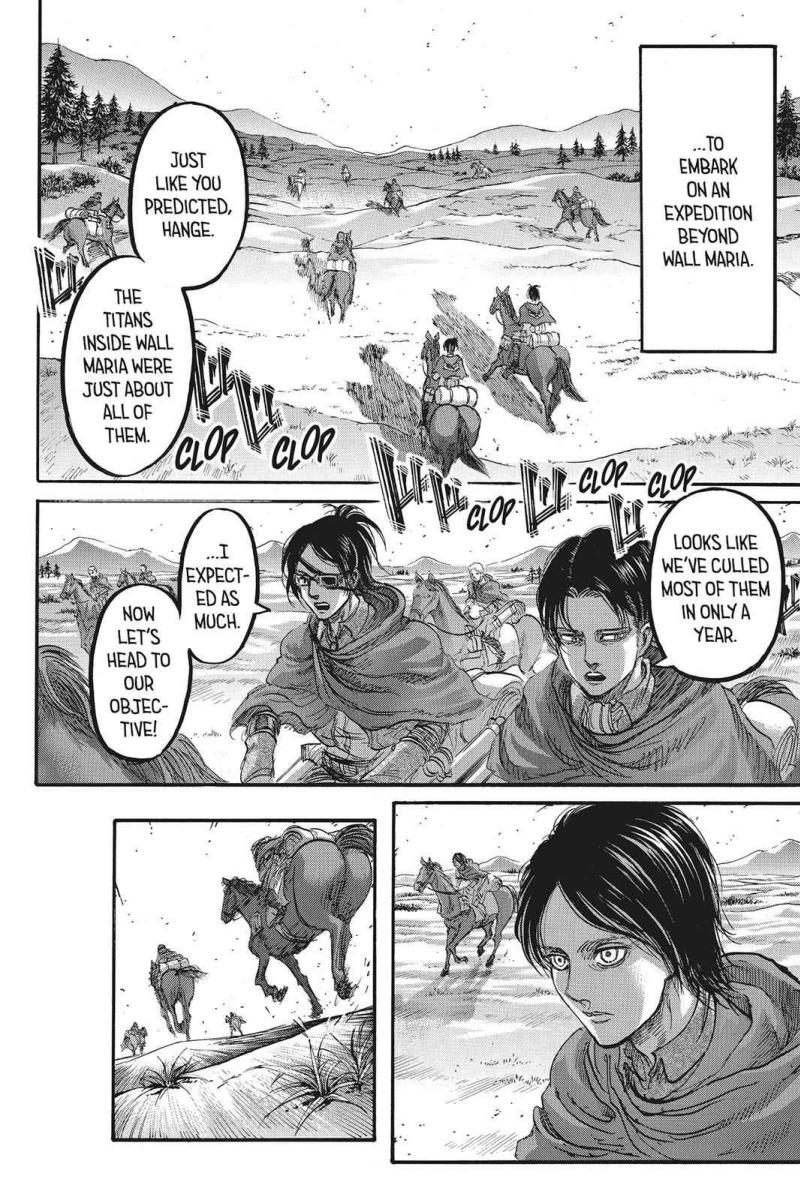 ...TO
EMBARK
ON AN
EXPEDITION
BEYOND
WALL MARIA.
JUST
LIKE YOU
PREDICTED,
HANGE.
THE
TITANS
INSIDE WALL
MARIA WERE
JUST ABOUT
ALL OF
THEM.
CLOP
CLOP
CLOP
CLOP
CLOP
LOOKS LIKE
WE'VE CULLED
MOST OF THEM
IN ONLY A
YEAR.
...I
EXPECT-
ED AS
MUCH.
NOW
LET'S
HEAD TO
OUR
OBJEC-
TIVE!